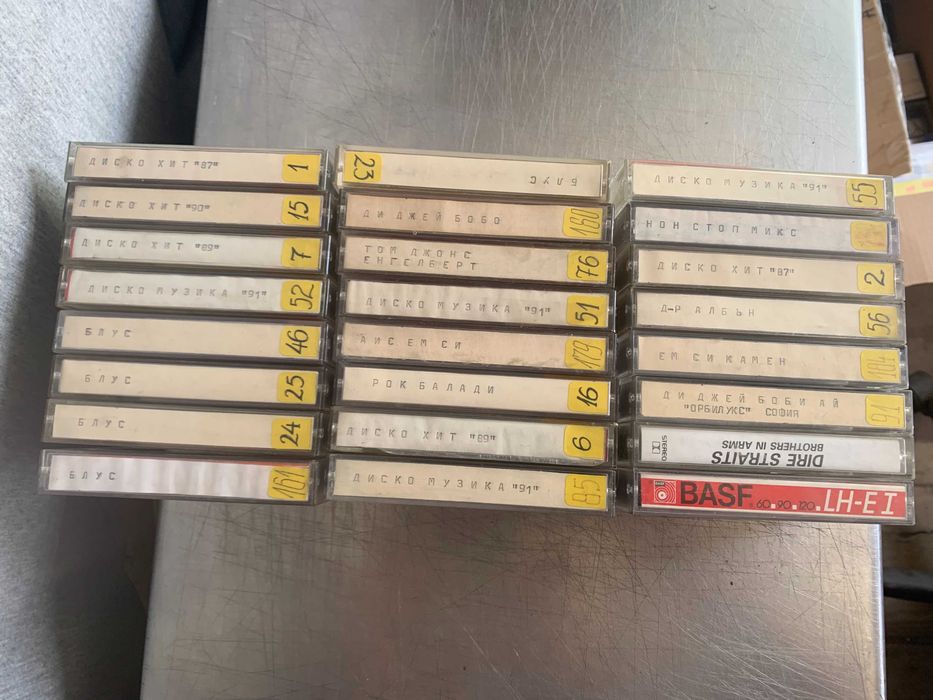 ДИСКО ХИТ "87" 1
ДИСКО ХИТ "90" 15
ДИСКО ХИТ "89" 7
ДИСКО МУЗИКА "91" 52
БЛУС 46
БЛУС 25
БЛУС 24
БЛУС 161
23 БЛУС
ДИ ДЖЕЙ БОБО 160
ТОМ ДЖОНС
ЕНГЕЛБЕРТ 76
ДИСКО МУЗИКА "91" 51
АЙС ЕМ СИ 179
РОК БАЛАДИ 16
ДИСКО ХИТ "89" 6
ДИСКО МУЗИКА "91" 85
ДИСКО МУЗИКА "91" 55
НОН СТОП МИКС
ДИСКО ХИТ "87" 2
Д-Р АЛБЪН 56
ЕМ СИ КАМЕН 184
ДИ ДЖЕЙ БОБИ АЙ 91
"ОРБИЛУКС" СОФИЯ
DIRE STRAITS
BROTHERS IN ARMS
STEREO
BASF 60.90.120. LH-EI